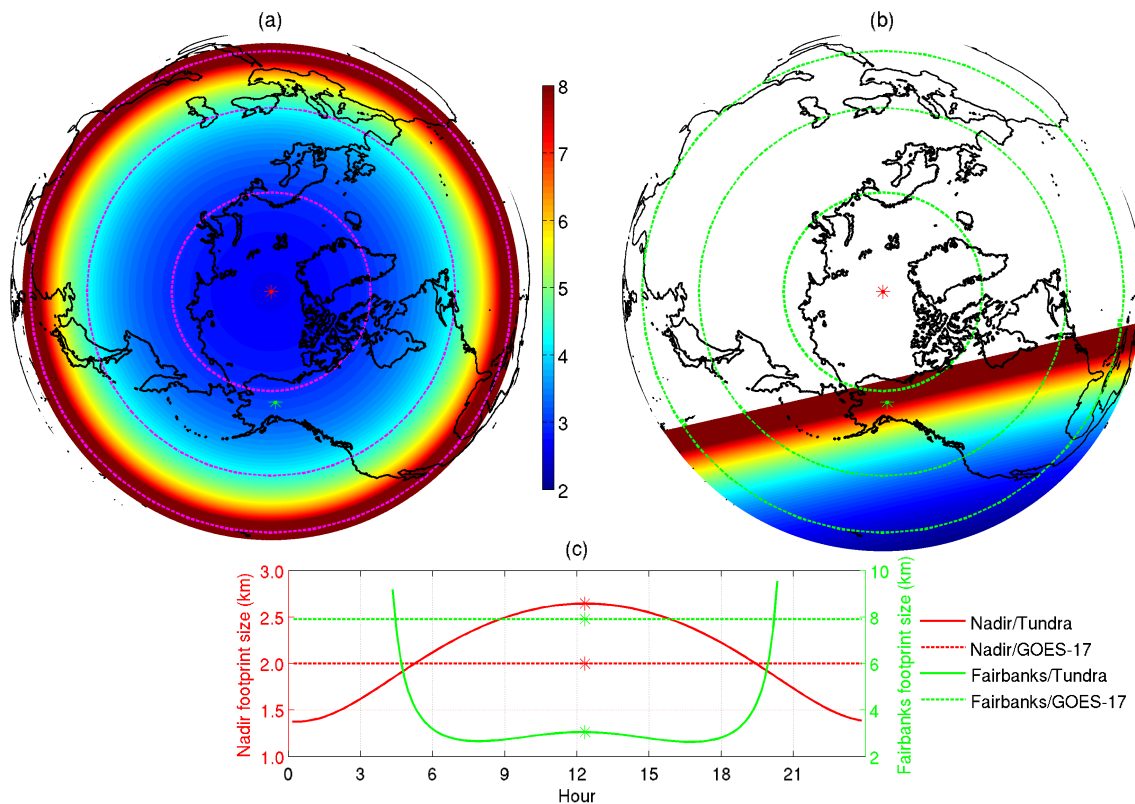 (a)
(b)
8
7
6
5
4
3
2
(c)
Nadir footprint size (km)
3.0
2.5
2.0
1.5
1.0
0
3
6
9
12
15
18
21
Hour
10
8
6
4
2
Fairbanks footprint size (km)
Nadir/Tundra
Nadir/GOES-17
Fairbanks/Tundra
Fairbanks/GOES-17